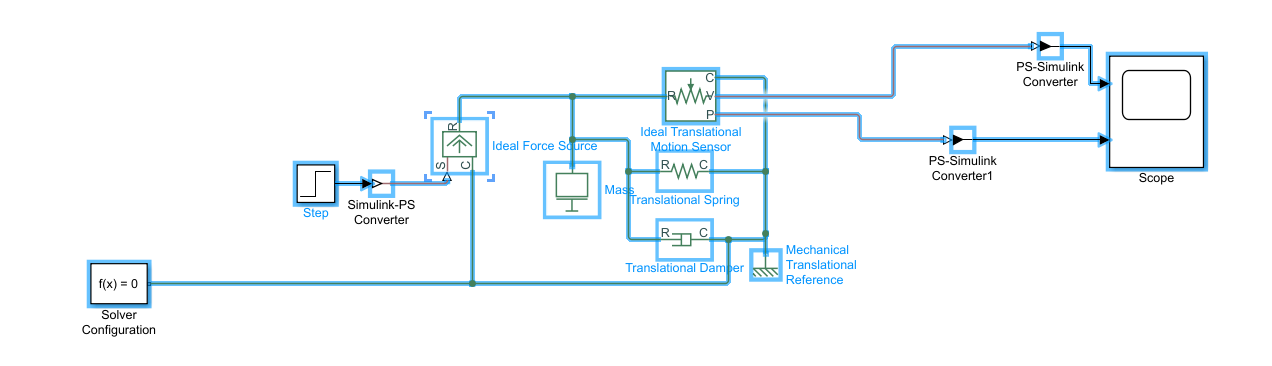 PS-Simulink
Converter
C
R
V
P
Ideal Translational
Motion Sensor
R
Ideal Force Source
S
C
PS-Simulink
Converter1
Scope
R
C
Translational Spring
Mass
Step
Simulink-PS
Converter
R
C
Translational Damper
Mechanical
Translational
Reference
f(x) = 0
Solver
Configuration